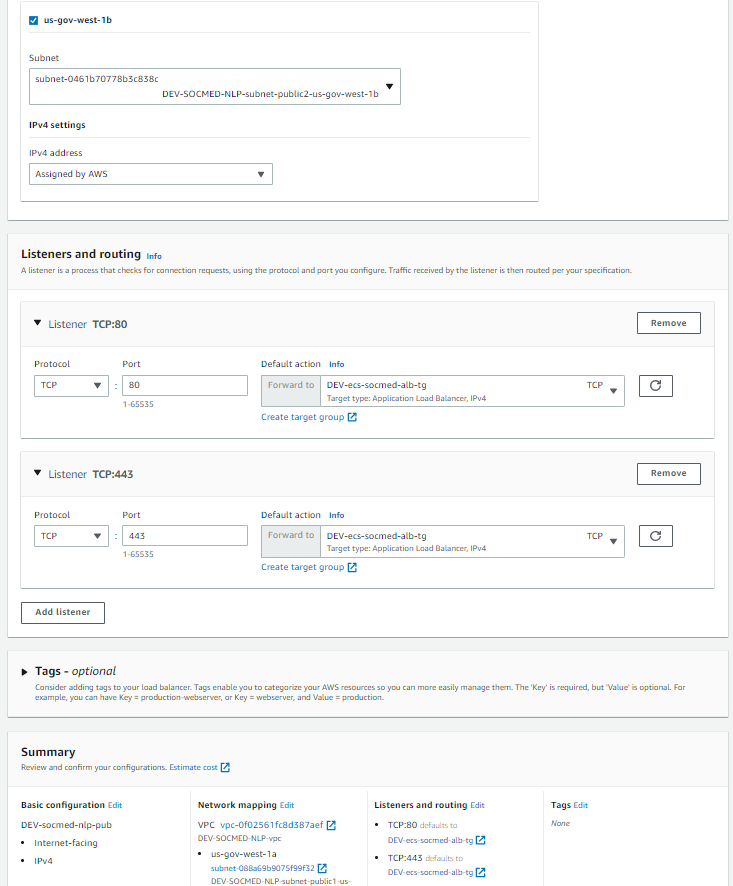 us-gov-west-1b
Subnet
subnet-0461b70778b3c838c
DEV-SOCMED-NLP-subnet-public2-us-gov-west-1b
IPv4 settings
IPv4 address
Assigned by AWS
Listeners and routing Info
A listener is a process that checks for connection requests, using the protocol and port you configure. Traffic received by the listener is then routed per your specification.
Listener TCP:80
Remove
Protocol Port Default action Info
TCP : 80 Forward to DEV-ecs-socmed-alb-tg TCP
Target type: Application Load Balancer, IPv4
1-65535
Create target group
Listener TCP:443
Remove
Protocol Port Default action Info
TCP : 443 Forward to DEV-ecs-socmed-alb-tg TCP
Target type: Application Load Balancer, IPv4
1-65535
Create target group
Add listener
Tags - optional
Consider adding tags to your load balancer. Tags enable you to categorize your AWS resources so you can more easily manage them. The 'Key' is required, but 'Value' is optional. For
example, you can have Key = production-webserver, or Key = webserver, and Value = production.
Summary
Review and confirm your configurations. Estimate cost
Basic configuration Edit
DEV-socmed-nlp-pub
• Internet-facing
• IPv4
Network mapping Edit
VPC vpc-0f02561fc8d387aef
DEV-SOCMED-NLP-vpc
• us-gov-west-1a
subnet-088a69b9075f99f32
DEV-SOCMED-NLP-subnet-public1-us-
Listeners and routing Edit
• TCP:80 defaults to
DEV-ecs-socmed-alb-tg
• TCP:443 defaults to
DEV-ecs-socmed-alb-tg
Tags Edit
None